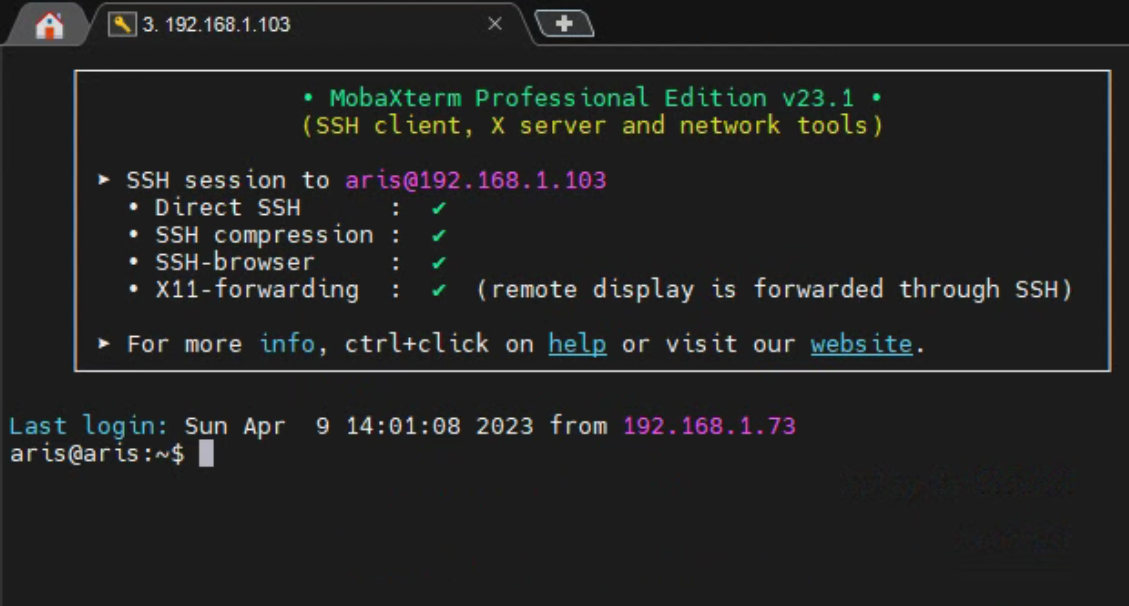 3. 192.168.1.103
• MobaXterm Professional Edition v23.1 •
(SSH client, X server and network tools)
➤ SSH session to aris@192.168.1.103
• Direct SSH : ✔
• SSH compression : ✔
• SSH-browser : ✔
• X11-forwarding : ✔ (remote display is forwarded through SSH)
➤ For more info, ctrl+click on help or visit our website.
Last login: Sun Apr  9 14:01:08 2023 from 192.168.1.73
aris@aris:~$